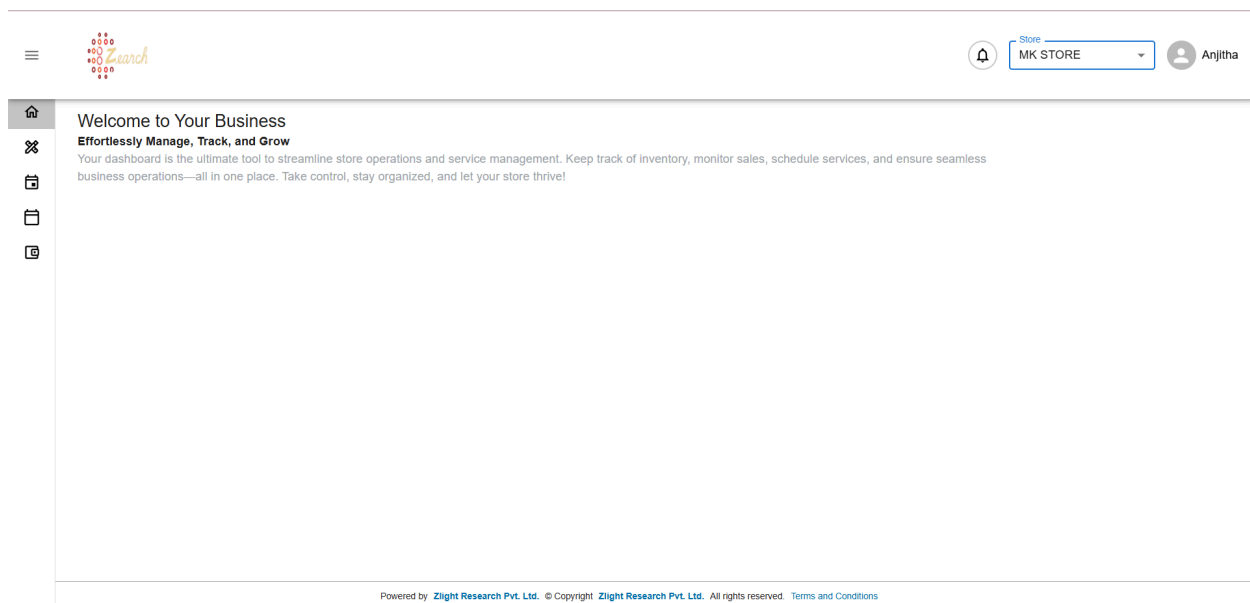 Zearch
Store
MK STORE
Anjitha
Welcome to Your Business
Effortlessly Manage, Track, and Grow
Your dashboard is the ultimate tool to streamline store operations and service management. Keep track of inventory, monitor sales, schedule services, and ensure seamless
business operations—all in one place. Take control, stay organized, and let your store thrive!
Powered by Zlight Research Pvt. Ltd. © Copyright Zlight Research Pvt. Ltd. All rights reserved. Terms and Conditions